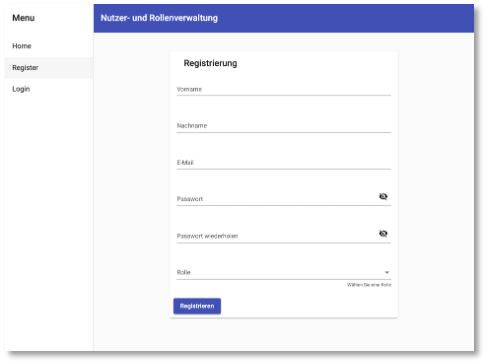 Menu
Nutzer- und Rollenverwaltung
Home
Register
Login
Registrierung
Vorname
Nachname
E-Mail
Passwort
Passwort wiederholen
Rolle
Wählen Sie eine Rolle
Registrieren